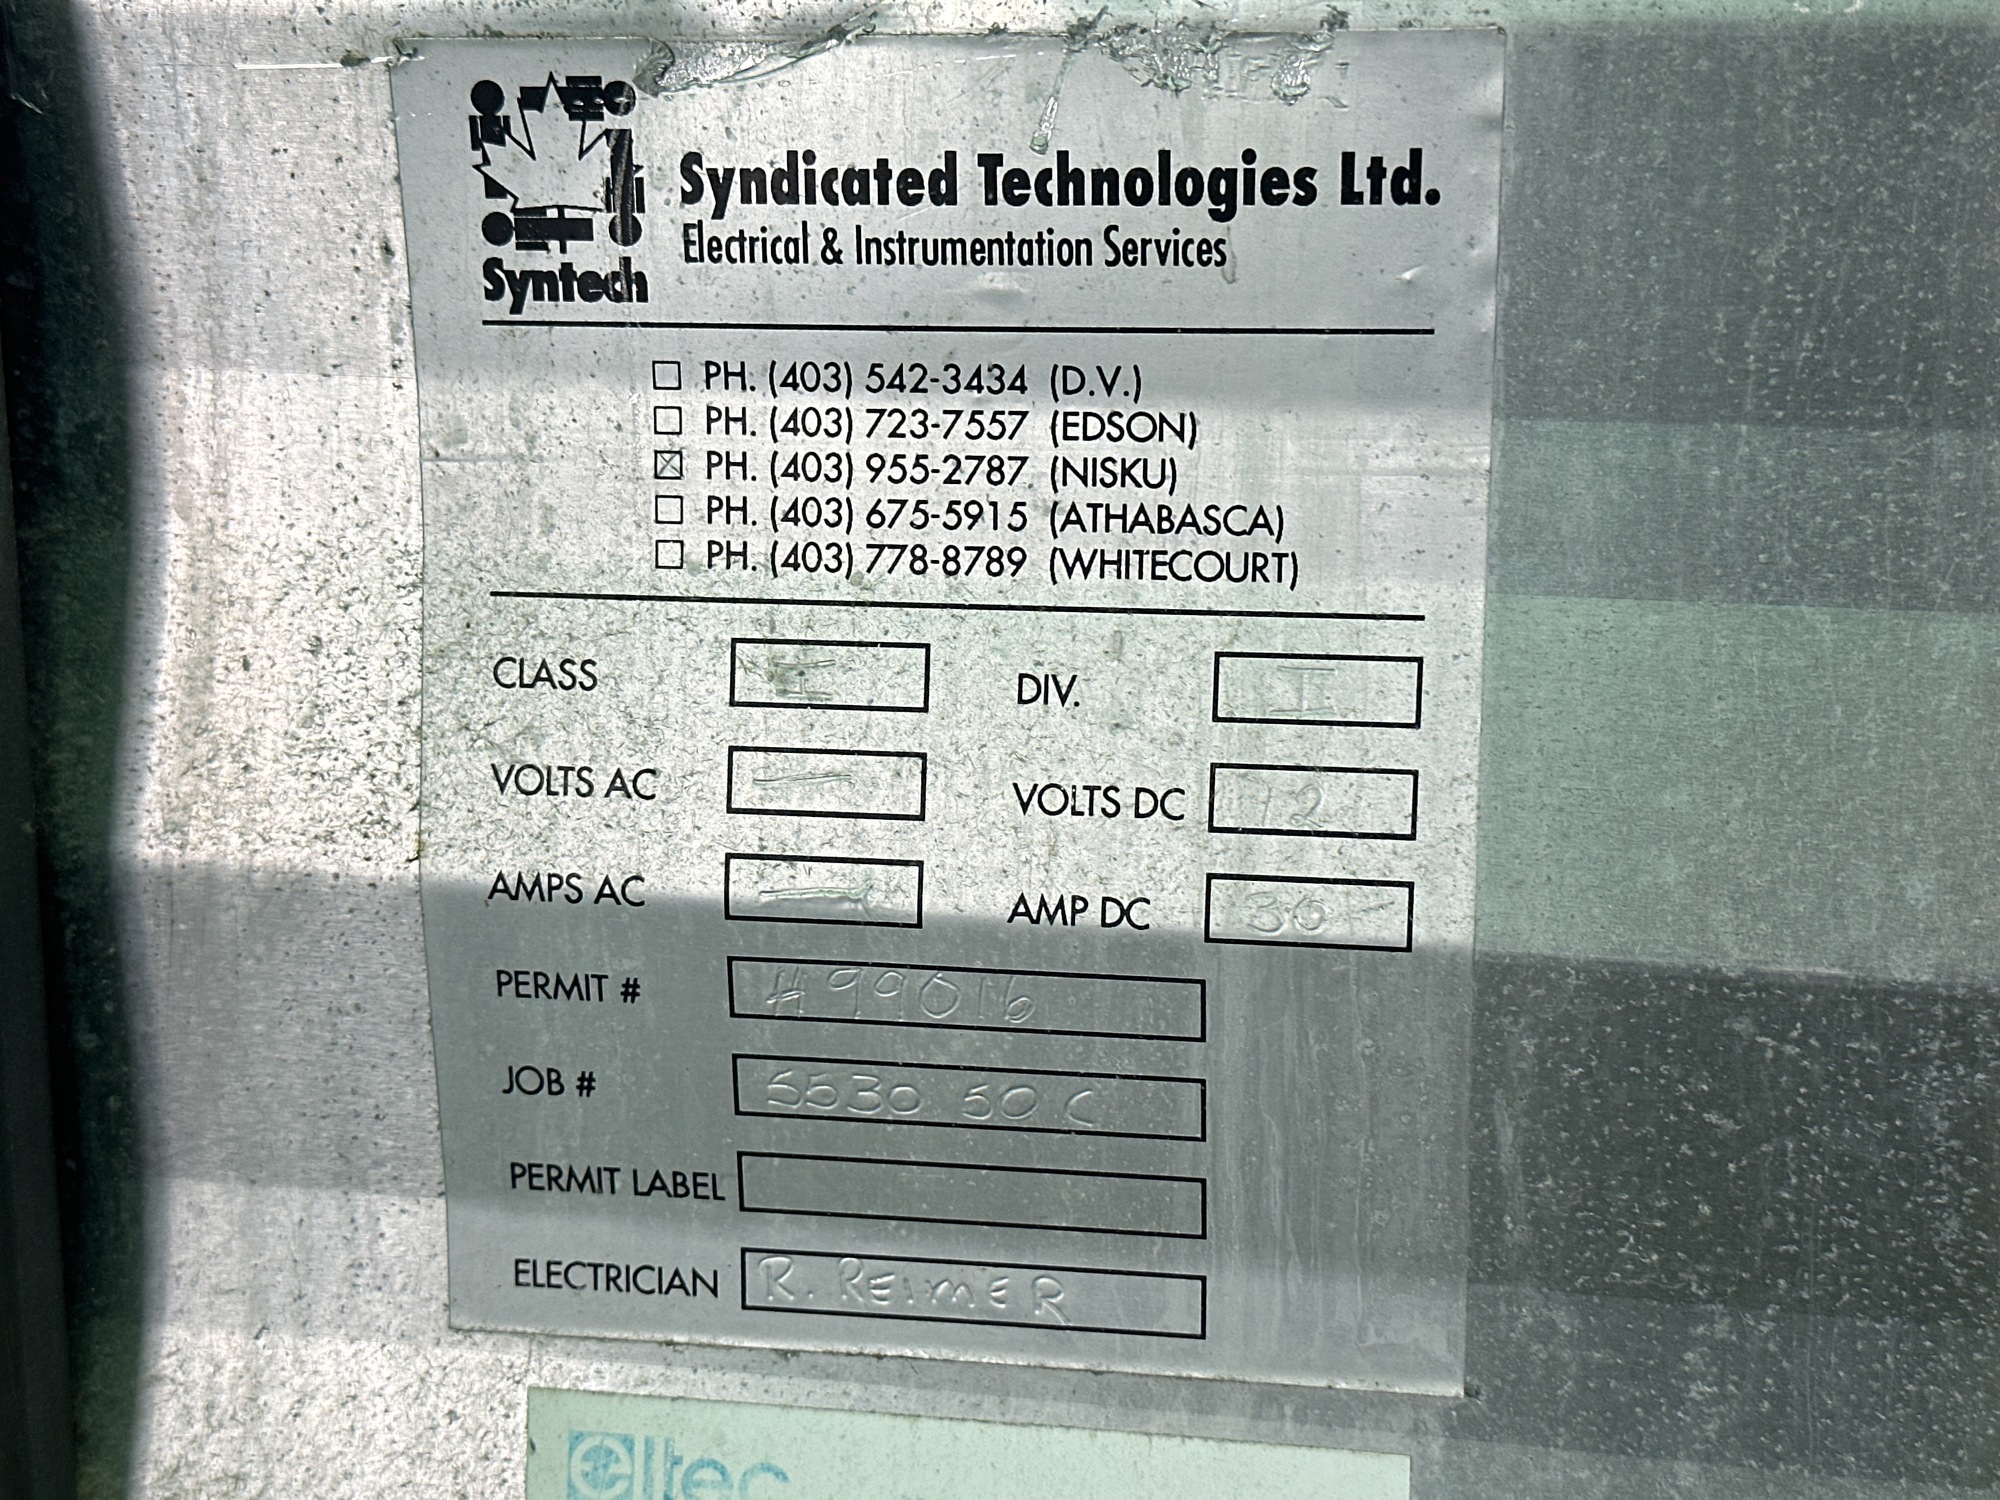 Syntech
Syndicated Technologies Ltd.
Electrical & Instrumentation Services
☐ PH. (403) 542-3434 (D.V.)
☐ PH. (403) 723-7557 (EDSON)
☒ PH. (403) 955-2787 (NISKU)
☐ PH. (403) 675-5915 (ATHABASCA)
☐ PH. (403) 778-8789 (WHITECOURT)
CLASS I DIV. I
VOLTS AC — VOLTS DC 12
AMPS AC — AMP DC 30
PERMIT # H99016
JOB # 5530 50 C
PERMIT LABEL
ELECTRICIAN R. REIMER
eltec